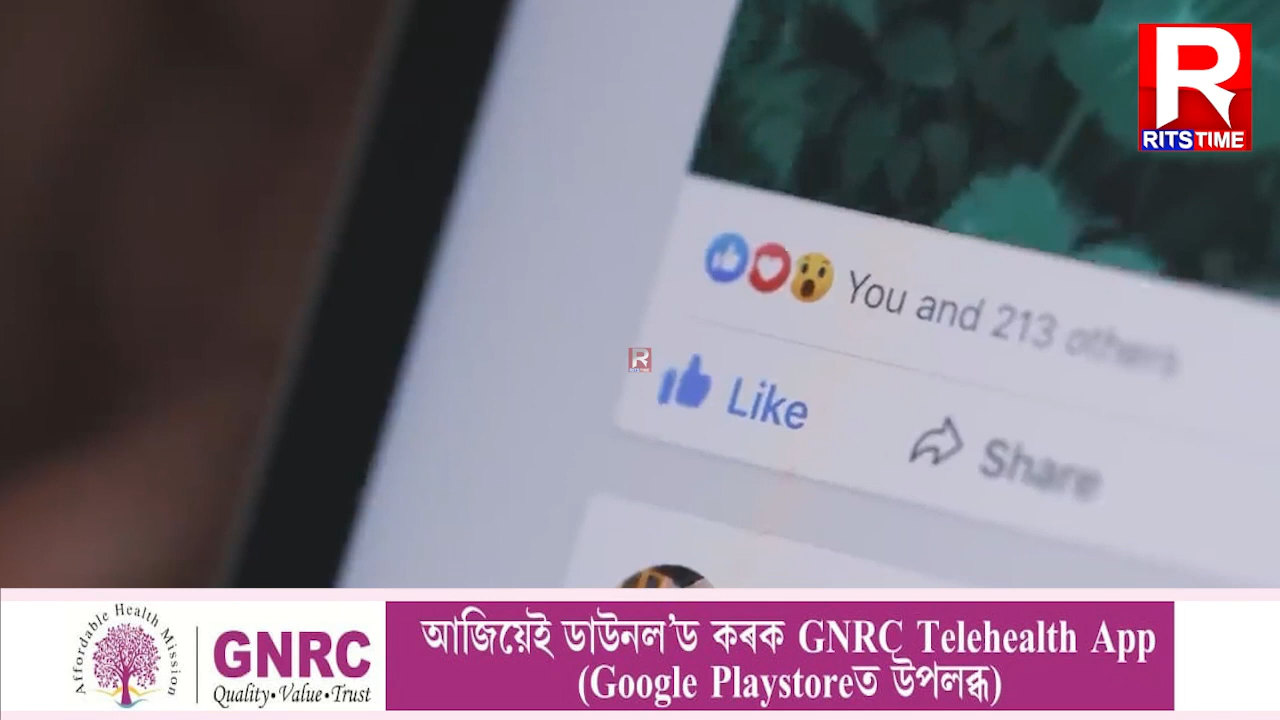 R
RITSTIME
You and 213 others
Like
Share
Affordable Health Mission
GNRC
Quality•Value•Trust
আজিয়েই ডাউনল'ড কৰক GNRC Telehealth App
(Google Playstoreত উপলব্ধ)